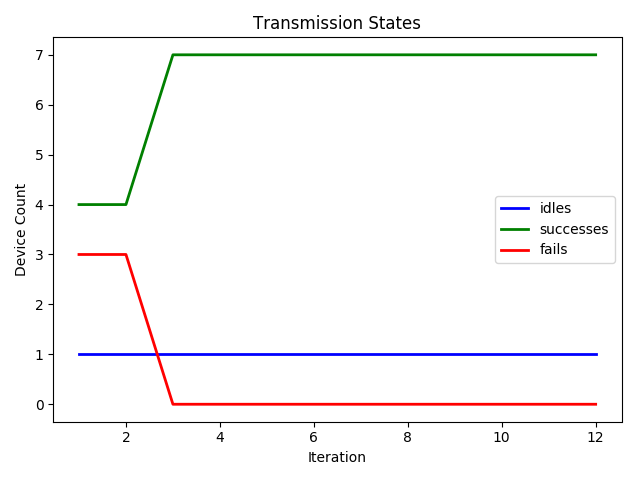 Transmission States
Device Count
7
6
5
4
3
2
1
0
idles
successes
fails
2 4 6 8 10 12
Iteration